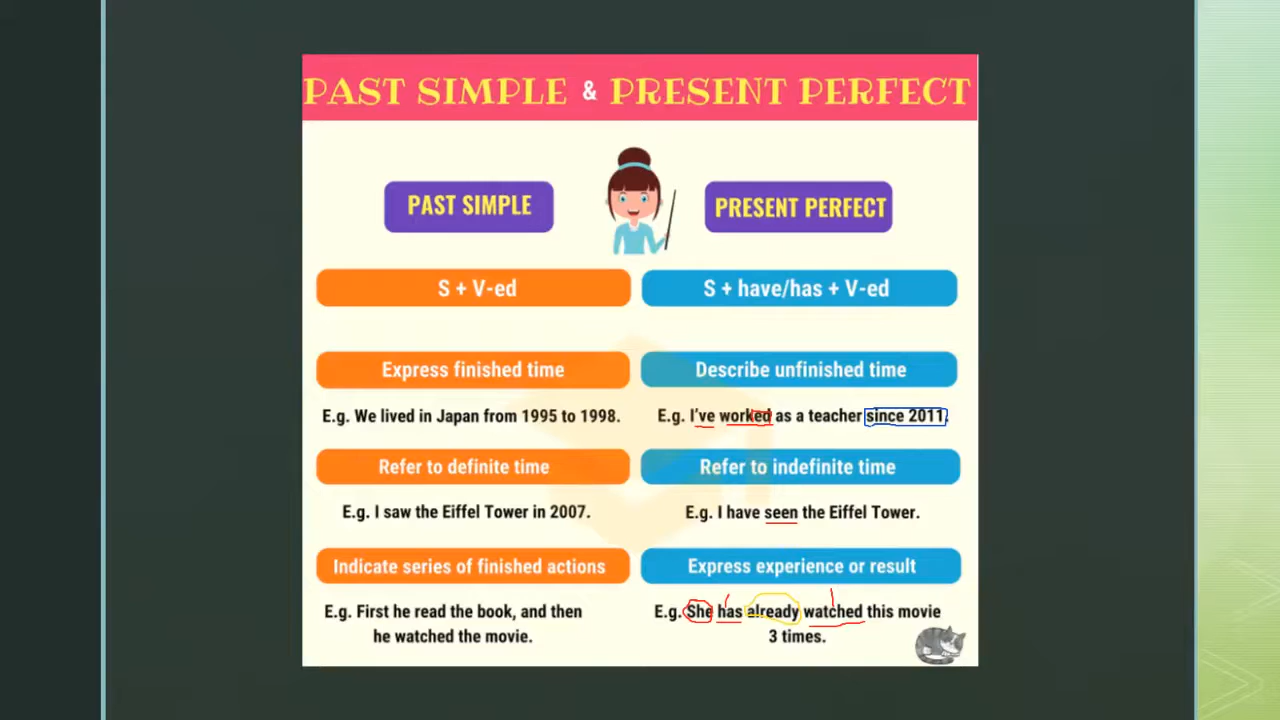 PAST SIMPLE & PRESENT PERFECT
PAST SIMPLE
PRESENT PERFECT
S + V-ed
S + have/has + V-ed
Express finished time
Describe unfinished time
E.g. We lived in Japan from 1995 to 1998.
E.g. I've worked as a teacher since 2011.
Refer to definite time
Refer to indefinite time
E.g. I saw the Eiffel Tower in 2007.
E.g. I have seen the Eiffel Tower.
Indicate series of finished actions
Express experience or result
E.g. First he read the book, and then
he watched the movie.
E.g. She has already watched this movie
3 times.